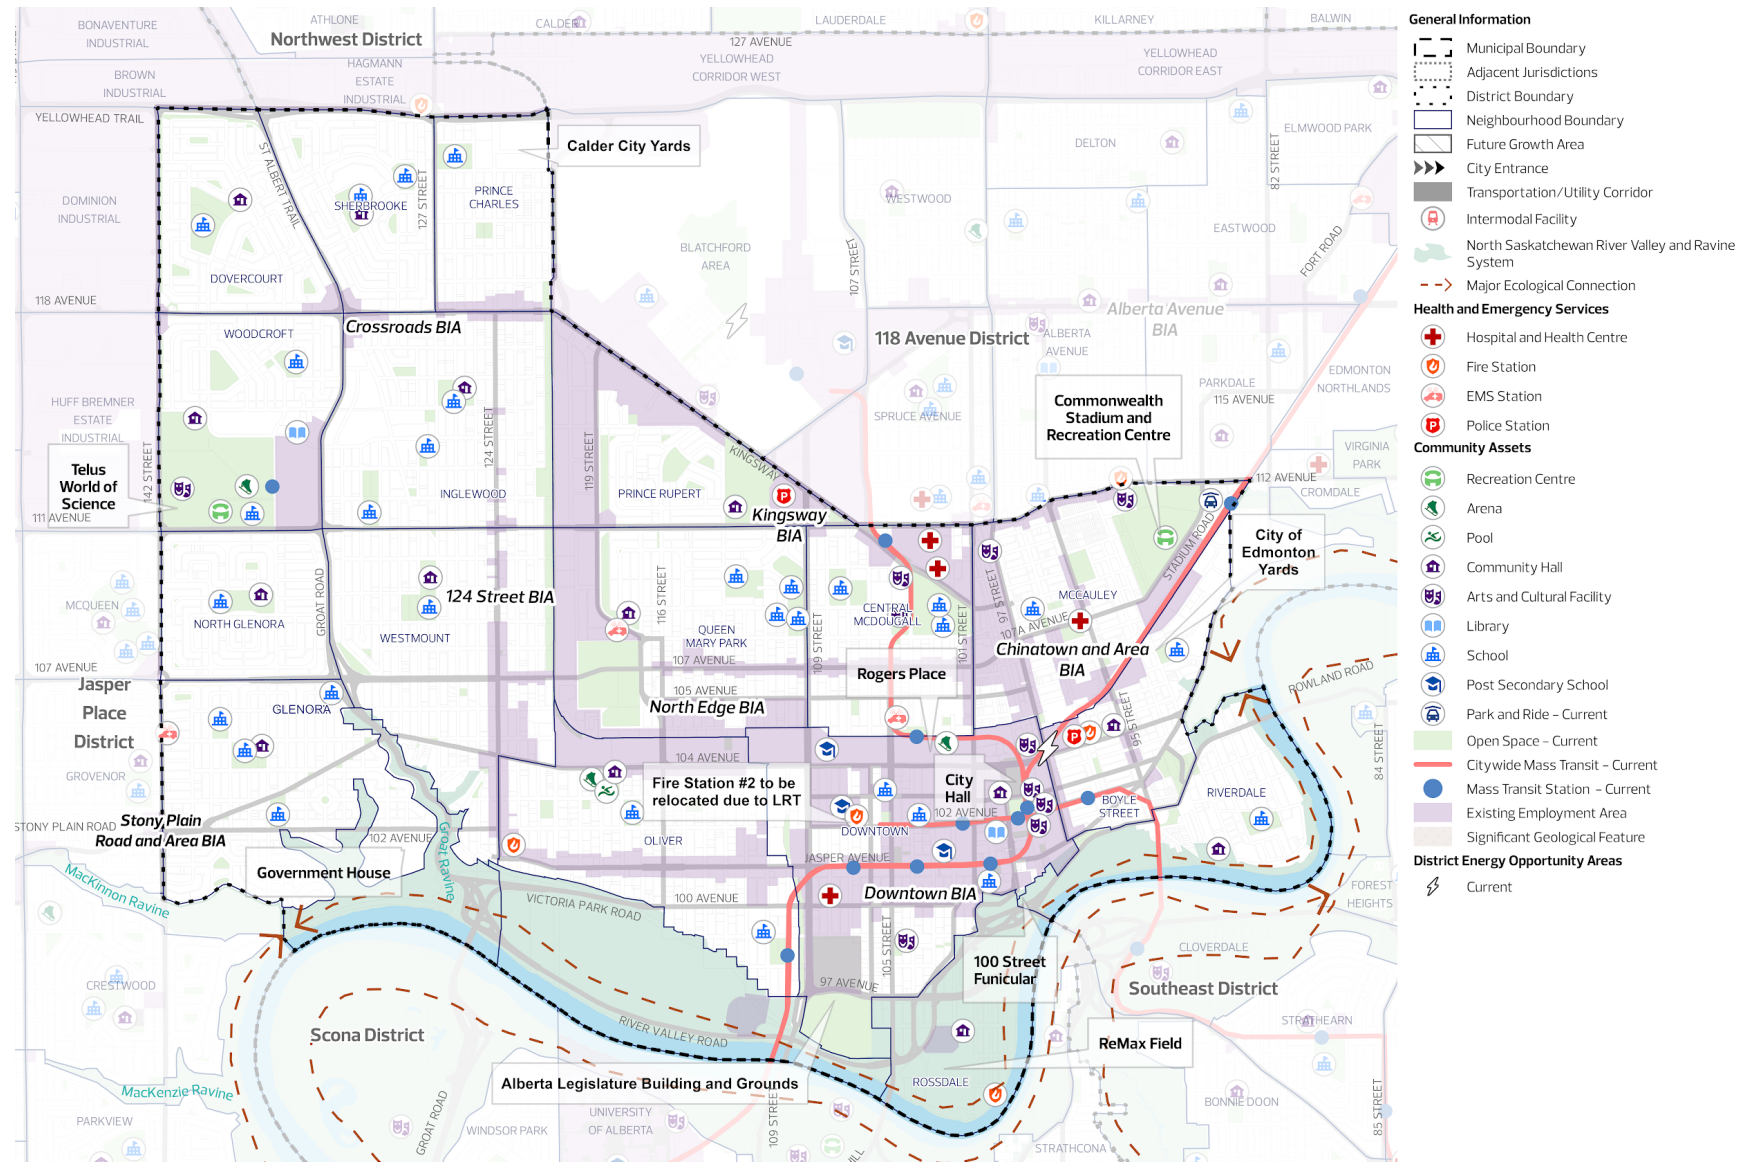 BONAVENTURE
INDUSTRIAL
ATHLONE
CALDER
LAUDERDALE
KILLARNEY
BALWIN
Northwest District
127 AVENUE
HAGMANN
ESTATE
INDUSTRIAL
BROWN
INDUSTRIAL
YELLOWHEAD
CORRIDOR WEST
YELLOWHEAD
CORRIDOR EAST
YELLOWHEAD TRAIL
Calder City Yards
DELTON
ELMWOOD PARK
82 STREET
ST ALBERT TRAIL
127 STREET
SHERBROOKE
PRINCE
CHARLES
DOMINION
INDUSTRIAL
WESTWOOD
EASTWOOD
BLATCHFORD
AREA
107 STREET
FORT ROAD
DOVERCOURT
118 AVENUE
Crossroads BIA
WOODCROFT
118 Avenue District
Alberta Avenue
BIA
ALBERTA
AVENUE
EDMONTON
NORTHLANDS
PARKDALE
115 AVENUE
HUFF BREMNER
ESTATE
INDUSTRIAL
SPRUCE AVENUE
Commonwealth
Stadium and
Recreation Centre
VIRGINIA
PARK
142 STREET
124 STREET
119 STREET
KINGSWAY
Telus
World of
Science
INGLEWOOD
PRINCE RUPERT
112 AVENUE
CROMDALE
111 AVENUE
Kingsway
BIA
STADIUM ROAD
City of
Edmonton
Yards
MCQUEEN
NORTH GLENORA
GROAT ROAD
124 Street BIA
WESTMOUNT
116 STREET
QUEEN
MARY PARK
109 STREET
CENTRAL
MCDOUGALL
101 STREET
97 STREET
MCCAULEY
107A AVENUE
Chinatown and Area
BIA
107 AVENUE
107 AVENUE
Rogers Place
Jasper
Place
District
105 AVENUE
North Edge BIA
ROWLAND ROAD
GLENORA
95 STREET
84 STREET
GROVENOR
104 AVENUE
Fire Station #2 to be
relocated due to LRT
City
Hall
102 AVENUE
BOYLE
STREET
RIVERDALE
STONY PLAIN ROAD
Stony Plain
Road and Area BIA
102 AVENUE
OLIVER
DOWNTOWN
JASPER AVENUE
Groat Ravine
Government House
MacKinnon Ravine
VICTORIA PARK ROAD
100 AVENUE
Downtown BIA
FOREST
HEIGHTS
105 STREET
CLOVERDALE
100 Street
Funicular
CRESTWOOD
97 AVENUE
Southeast District
Scona District
RIVER VALLEY ROAD
STRATHEARN
ReMax Field
MacKenzie Ravine
Alberta Legislature Building and Grounds
ROSSDALE
BONNIE DOON
PARKVIEW
GROAT ROAD
WINDSOR PARK
UNIVERSITY
OF ALBERTA
109 STREET
STRATHCONA
85 STREET
General Information
Municipal Boundary
Adjacent Jurisdictions
District Boundary
Neighbourhood Boundary
Future Growth Area
City Entrance
Transportation/Utility Corridor
Intermodal Facility
North Saskatchewan River Valley and Ravine
System
Major Ecological Connection
Health and Emergency Services
Hospital and Health Centre
Fire Station
EMS Station
Police Station
Community Assets
Recreation Centre
Arena
Pool
Community Hall
Arts and Cultural Facility
Library
School
Post Secondary School
Park and Ride - Current
Open Space - Current
Citywide Mass Transit - Current
Mass Transit Station - Current
Existing Employment Area
Significant Geological Feature
District Energy Opportunity Areas
Current